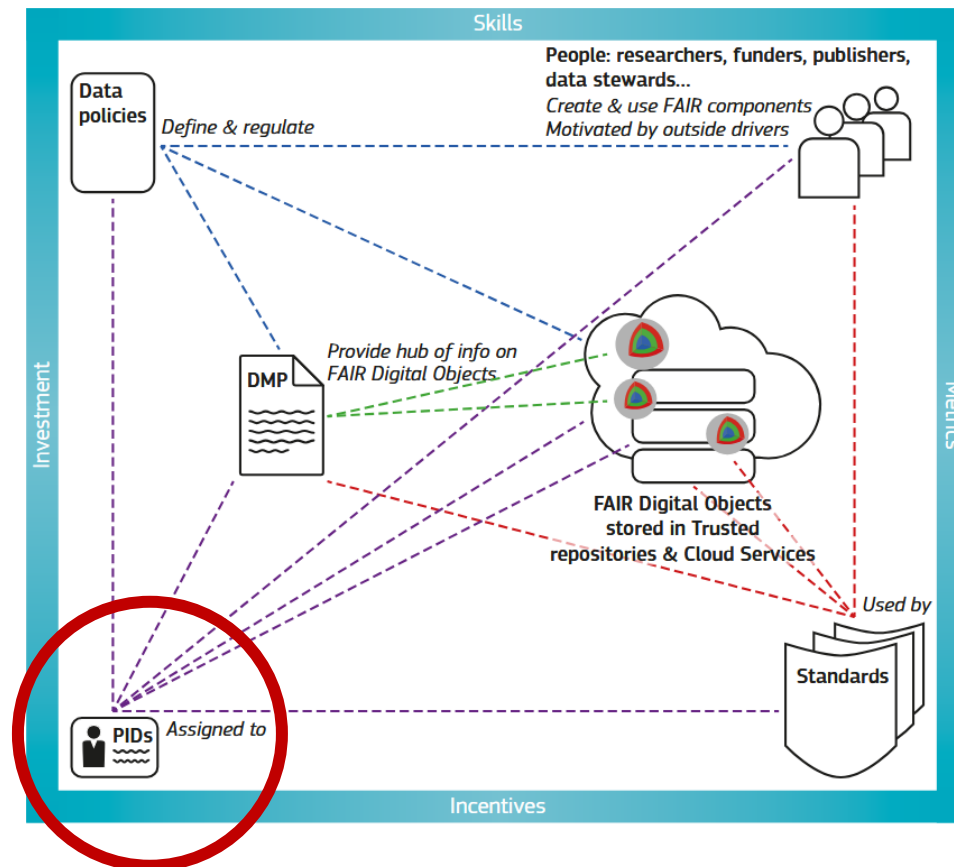 Skills
People: researchers, funders, publishers,
data stewards...
Create & use FAIR components
Motivated by outside drivers
Data
policies
Define & regulate
Investment
Metrics
Provide hub of info on
FAIR Digital Objects
DMP
FAIR Digital Objects
stored in Trusted
repositories & Cloud Services
Used by
Standards
PIDs
Assigned to
Incentives